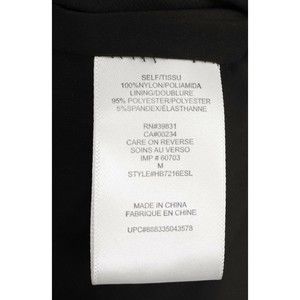 SELF/TISSU
100%NYLON/POLIAMIDA
LINING/DOUBLURE
95% POLYESTER/POLYESTER
5%SPANDEX/ÉLASTHANNE
RN#39831
CA#00234
CARE ON REVERSE
SOINS AU VERSO
IMP # 60703
M
STYLE#HB7216ESL
MADE IN CHINA
FABRIQUE EN CHINE
UPC#888335043578